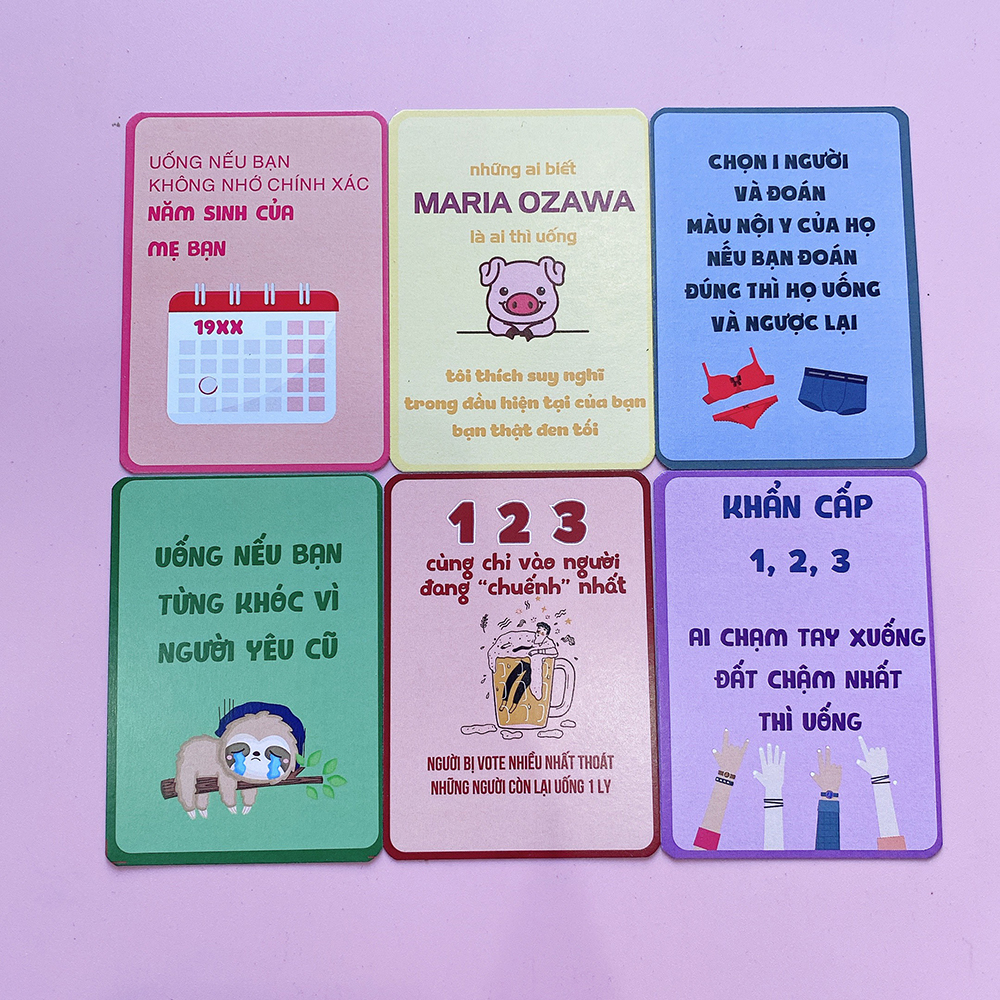 UỐNG NẾU BẠN
KHÔNG NHỚ CHÍNH XÁC
NĂM SINH CỦA
MẸ BẠN
19XX
những ai biết
MARIA OZAWA
là ai thì uống
tôi thích suy nghĩ
trong đầu hiện tại của bạn
bạn thật đen tối
CHỌN 1 NGƯỜI
VÀ ĐOÁN
MÀU NỘI Y CỦA HỌ
NẾU BẠN ĐOÁN
ĐÚNG THÌ HỌ UỐNG
VÀ NGƯỢC LẠI
UỐNG NẾU BẠN
TỪNG KHÓC VÌ
NGƯỜI YÊU CŨ
1 2 3
cùng chỉ vào người
đang "chuếnh" nhất
NGƯỜI BỊ VOTE NHIỀU NHẤT THOÁT
NHỮNG NGƯỜI CÒN LẠI UỐNG 1 LY
KHẨN CẤP
1, 2, 3
AI CHẠM TAY XUỐNG
ĐẤT CHẬM NHẤT
THÌ UỐNG